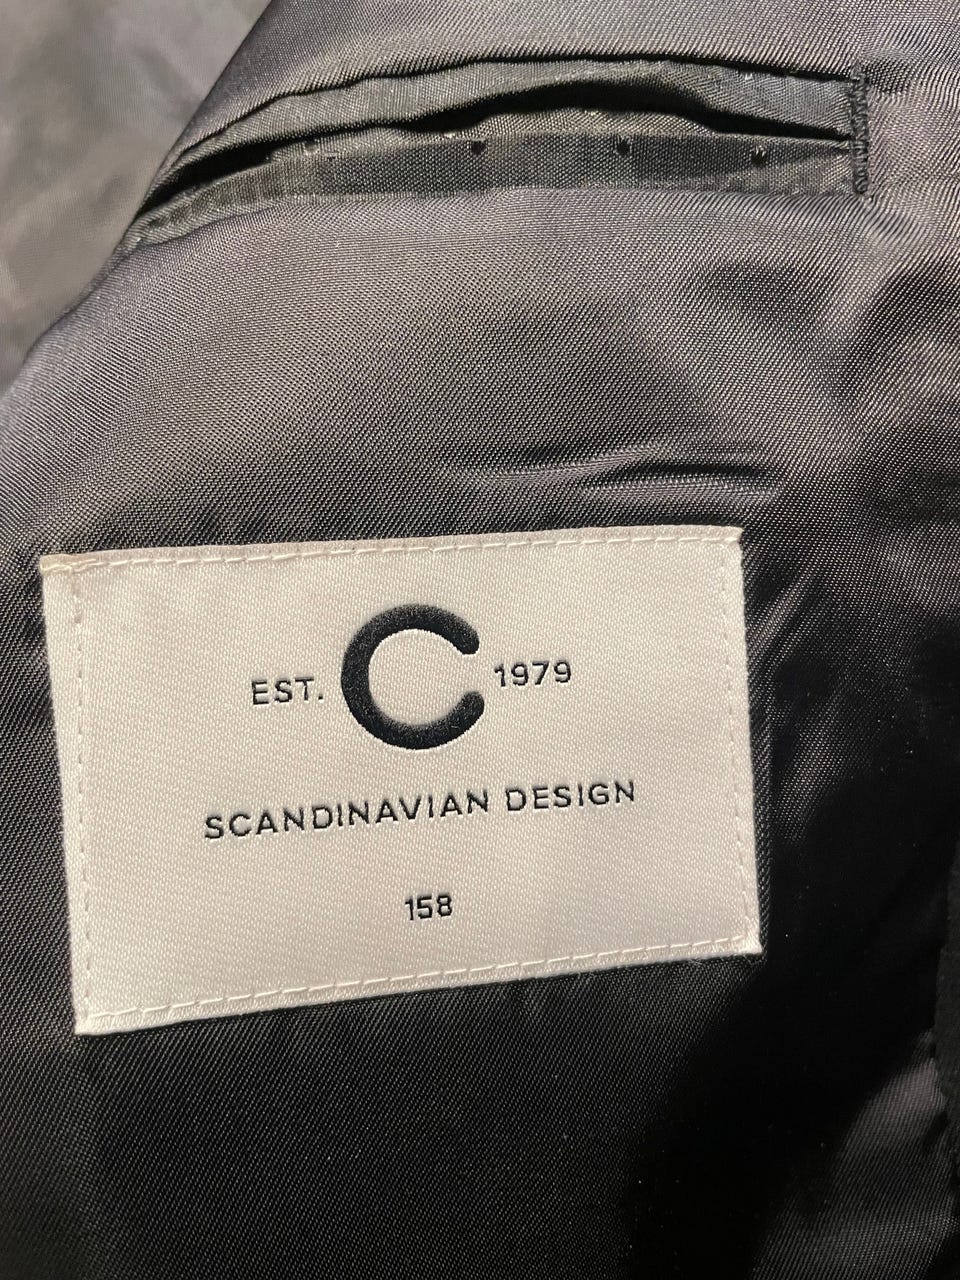 EST. C 1979
SCANDINAVIAN DESIGN
158